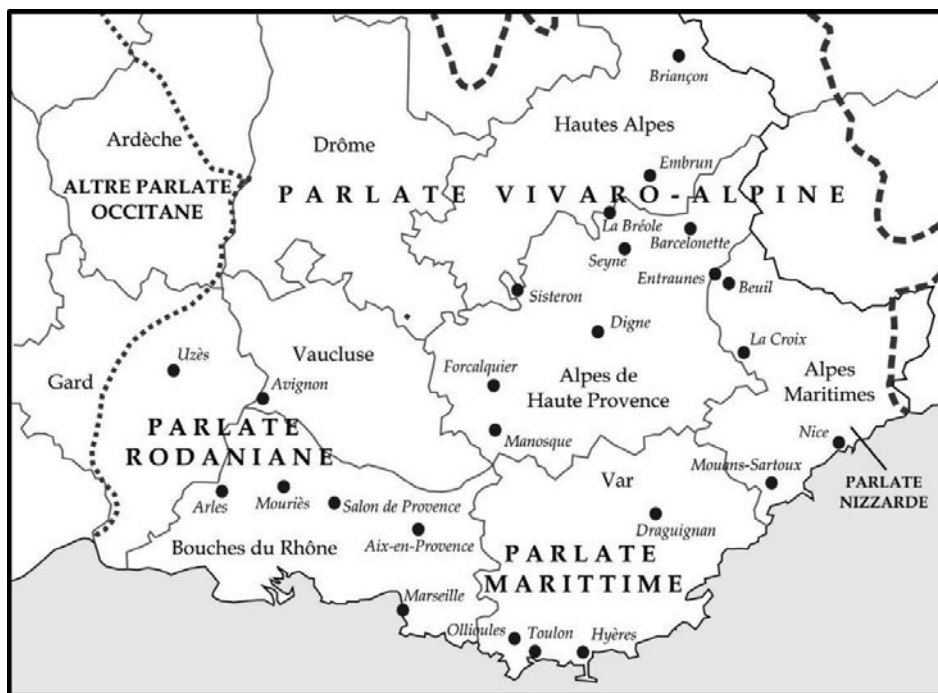 Briançon
Hautes Alpes
Ardèche
Drôme
Embrun
ALTRE PARLATE
OCCITANE
PARLATE VIVARO-ALPINE
La Bréole
Barcelonette
Seyne
Entraunes
Beuil
Sisteron
Digne
La Croix
Uzès
Vaucluse
Forcalquier
Gard
Alpes de
Haute Provence
Alpes
Maritimes
Avignon
PARLATE
RODANIANE
Manosque
Nice
Mouans-Sartoux
PARLATE
NIZZARDE
Var
Arles
Mouriès
Salon de Provence
Draguignan
Aix-en-Provence
Bouches du Rhône
PARLATE
MARITTIME
Marseille
Ollioules
Toulon
Hyères